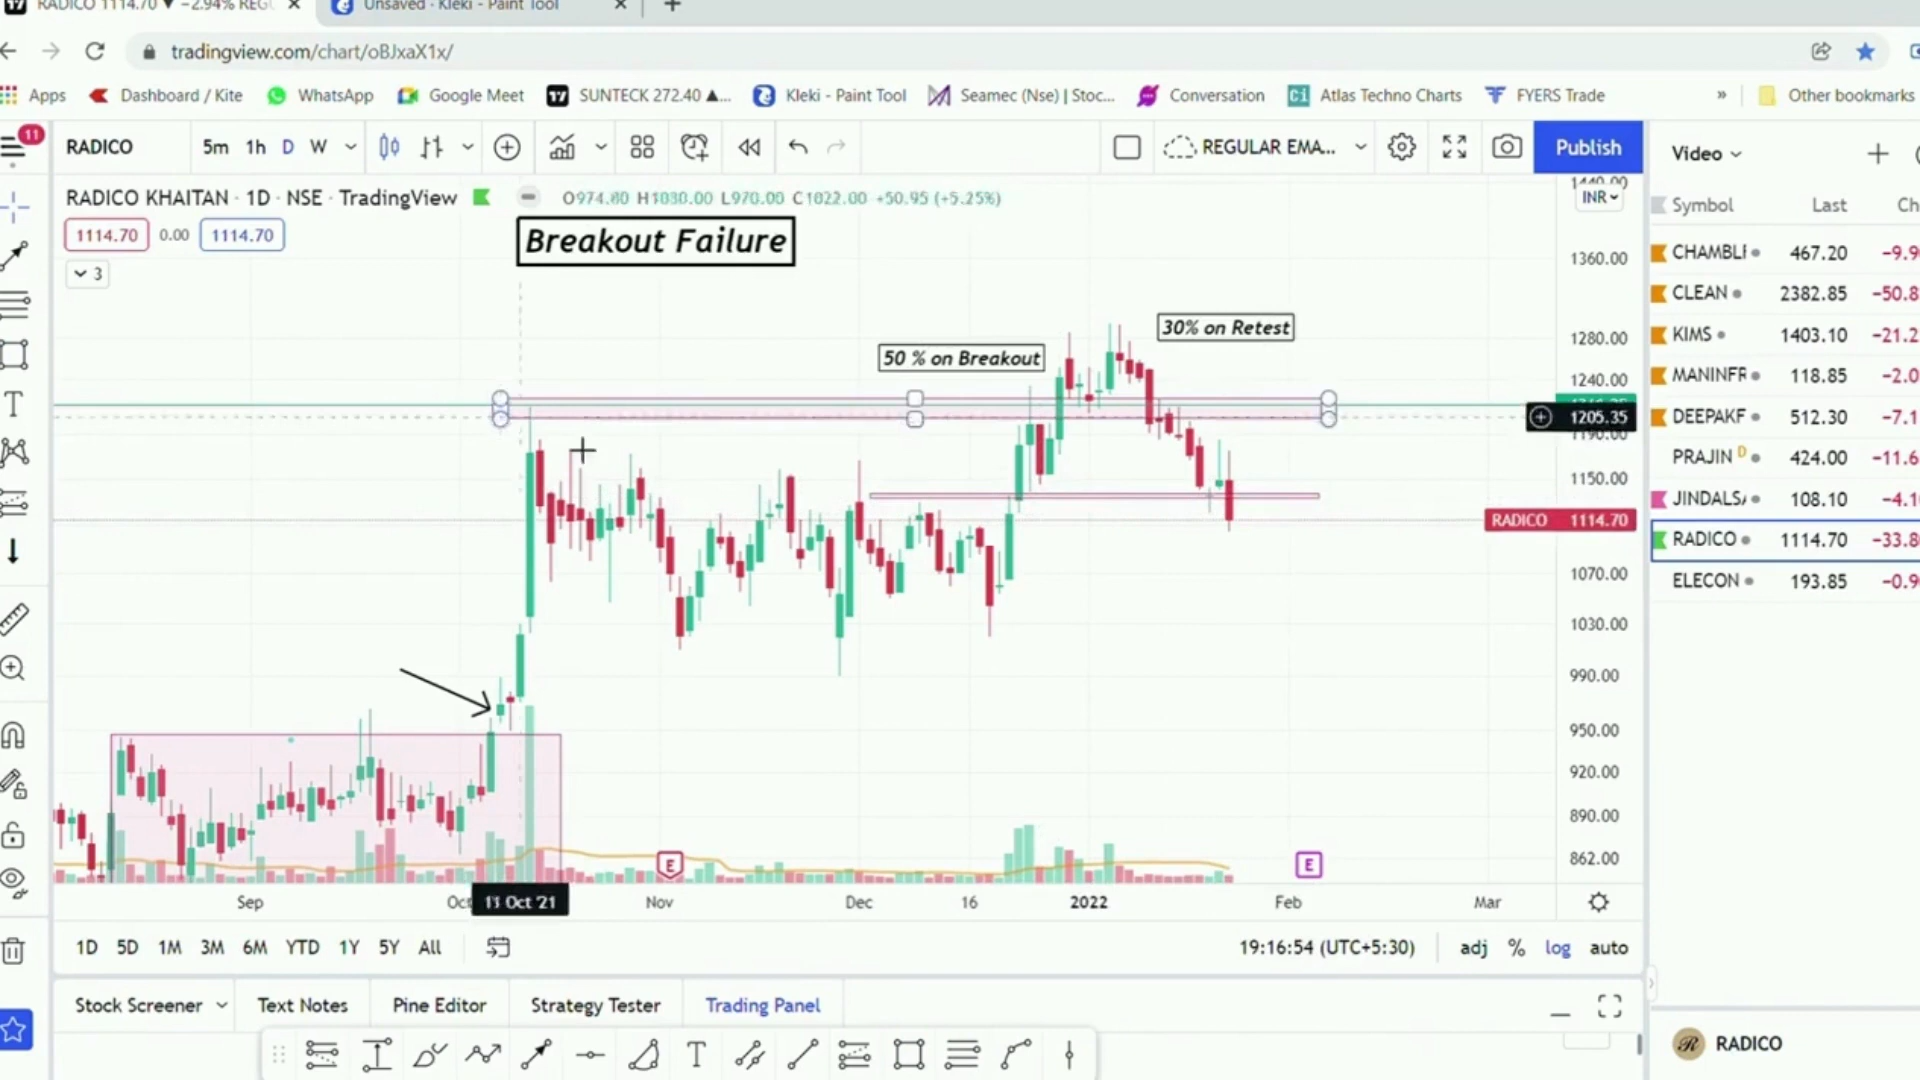 RADICO 1114.70 ▼ −2.94% REGU
Unsaved - Kleki - Paint Tool
tradingview.com/chart/oBJxaX1x/
Apps
Dashboard / Kite
WhatsApp
Google Meet
SUNTECK 272.40 ▲...
Kleki - Paint Tool
Seamec (Nse) | Stoc...
Conversation
Atlas Techno Charts
FYERS Trade
»
Other bookmarks
11
RADICO
5m 1h D W
REGULAR EMA...
Publish
Video
RADICO KHAITAN · 1D · NSE · TradingView
O974.80 H1030.00 L970.00 C1022.00 +50.95 (+5.25%)
1114.70 0.00 1114.70
3
Breakout Failure
50 % on Breakout
30% on Retest
1440.00
INR
1360.00
1280.00
1240.00
1205.35
1190.00
1150.00
RADICO 1114.70
1070.00
1030.00
990.00
950.00
920.00
890.00
862.00
Symbol Last Ch
467.20 −9.9
CLEAN 2382.85 −50.8
KIMS 1403.10 −21.2
MANINFR 118.85 −2.0
DEEPAKF 512.30 −7.1
PRAJIN D 424.00 −11.6
JINDALSA 108.10 −4.1
RADICO 1114.70 −33.8
ELECON 193.85 −0.9
E
E
Sep
Oct
Oct '21
Nov
Dec
16
2022
Feb
Mar
1D 5D 1M 3M 6M YTD 1Y 5Y All
19:16:54 (UTC+5:30)
adj % log auto
Stock Screener
Text Notes
Pine Editor
Strategy Tester
Trading Panel
RADICO